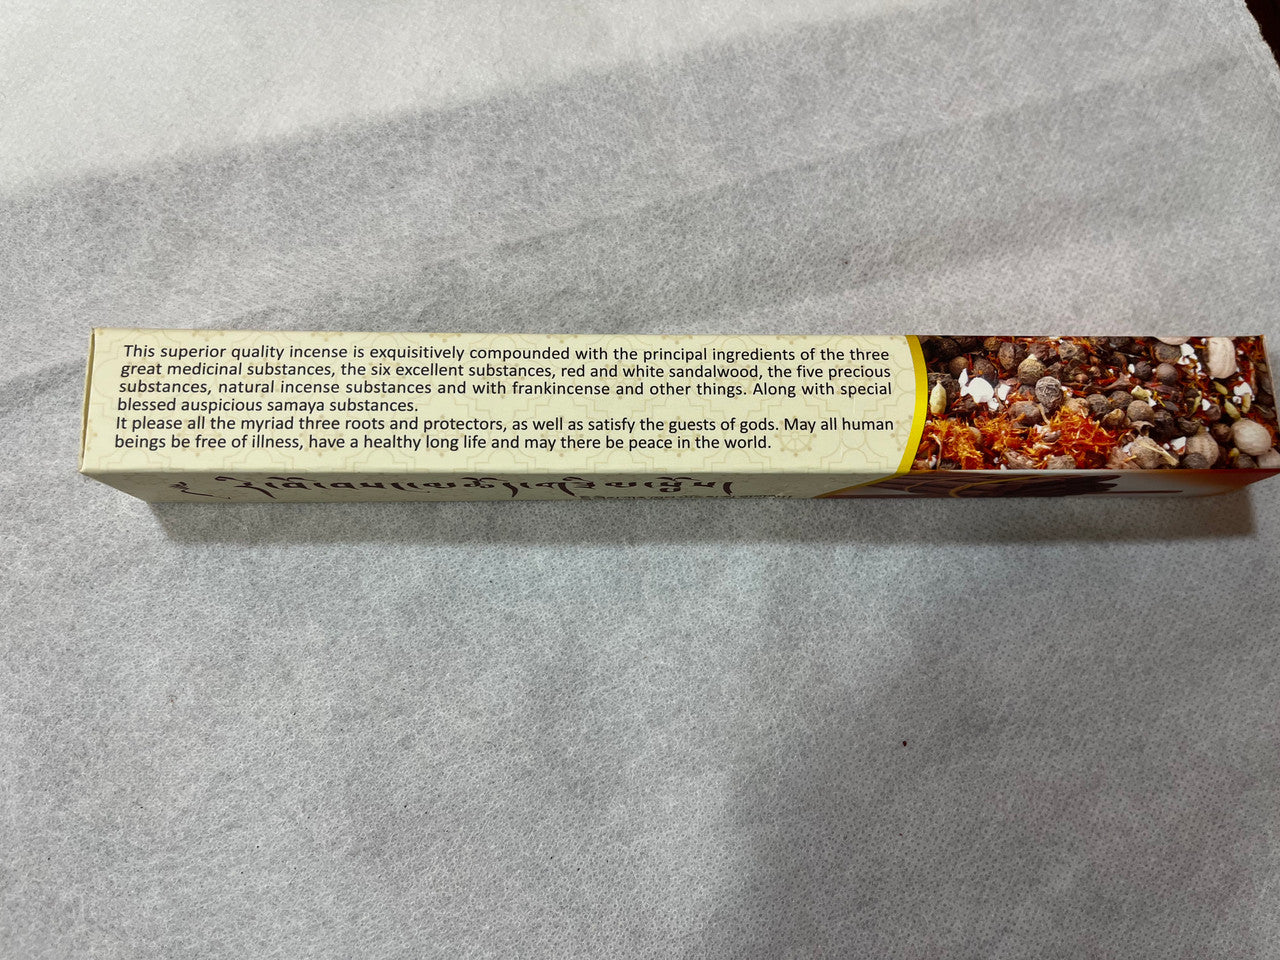 This superior quality incense is exquisitively compounded with the principal ingredients of the three
great medicinal substances, the six excellent substances, red and white sandalwood, the five precious
substances, natural incense substances and with frankincense and other things. Along with special
blessed auspicious samaya substances.
It please all the myriad three roots and protectors, as well as satisfy the guests of gods. May all human
beings be free of illness, have a healthy long life and may there be peace in the world.